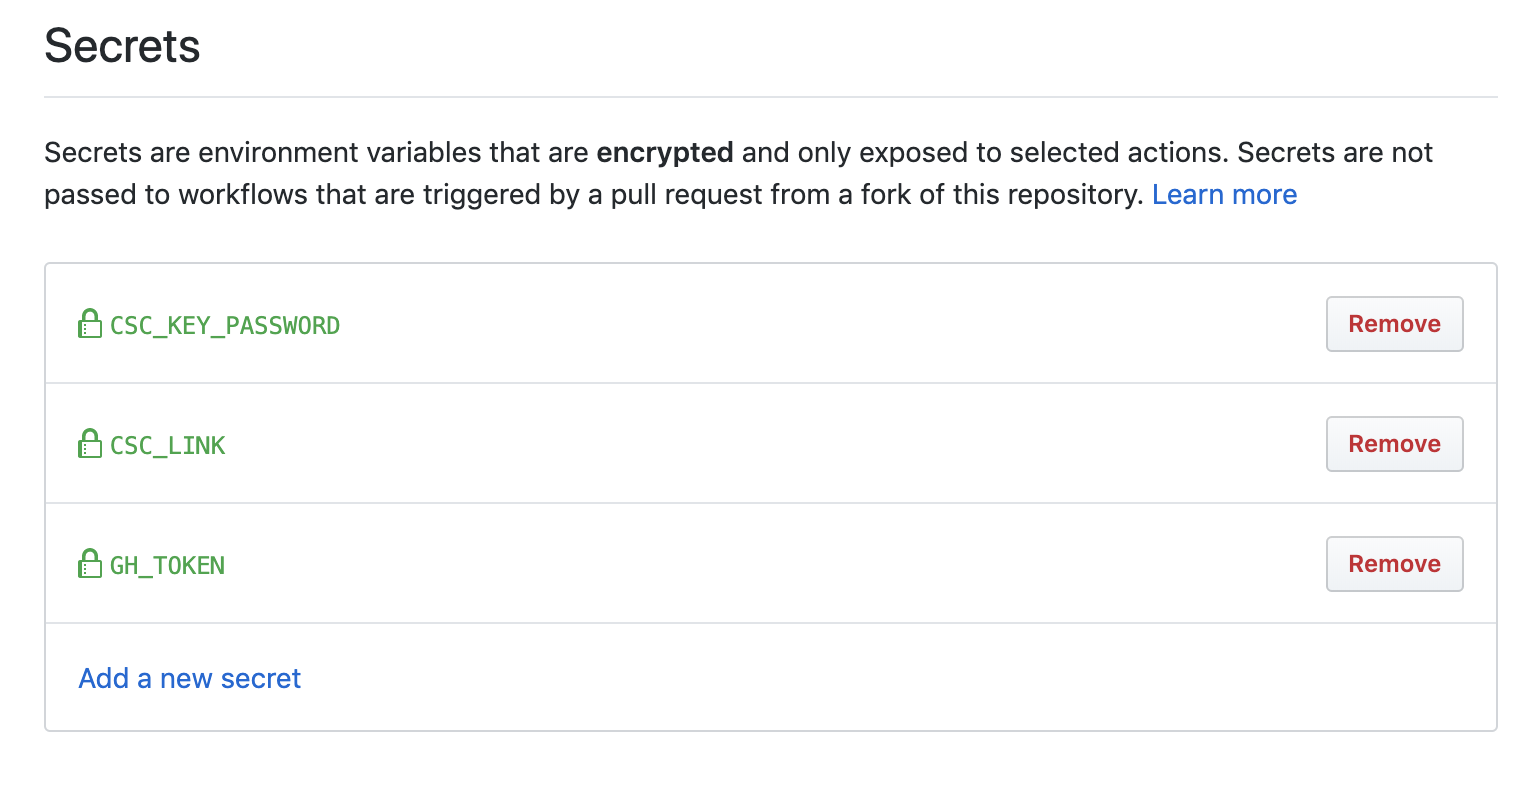 Secrets
Secrets are environment variables that are encrypted and only exposed to selected actions. Secrets are not
passed to workflows that are triggered by a pull request from a fork of this repository. Learn more
CSC_KEY_PASSWORD Remove
CSC_LINK Remove
GH_TOKEN Remove
Add a new secret